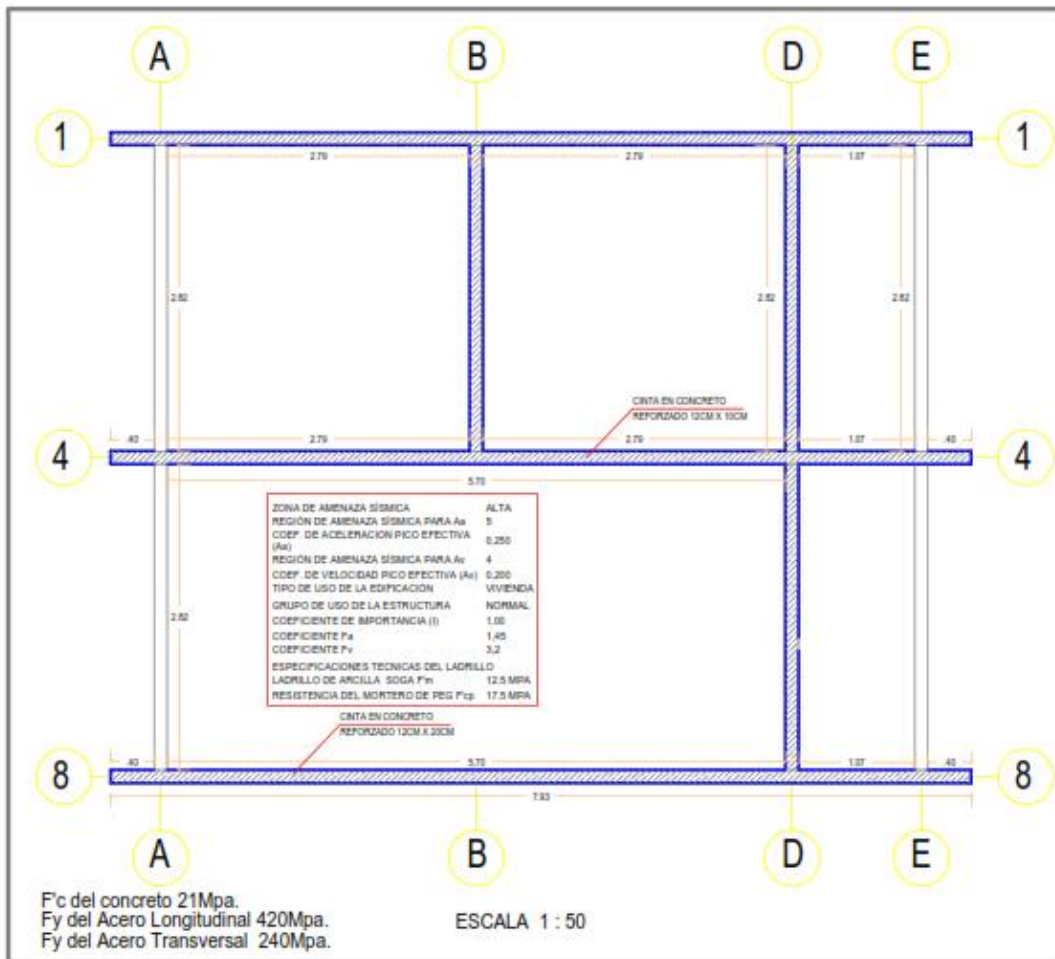 A B D E
1 1
2.79 2.79 1.07
2.82 2.82 2.82
CINTA EN CONCRETO
REFORZADO 12CM X 10CM
.40 2.79 2.79 1.07 .40
4 4
5.70
ZONA DE AMENAZA SÍSMICA ALTA
REGIÓN DE AMENAZA SÍSMICA PARA Aa 5
COEF. DE ACELERACION PICO EFECTIVA
(Aa) 0,250
REGIÓN DE AMENAZA SÍSMICA PARA Av 4
COEF. DE VELOCIDAD PICO EFECTIVA (Av) 0,200
TIPO DE USO DE LA EDIFICACIÓN VIVIENDA
GRUPO DE USO DE LA ESTRUCTURA NORMAL
COEFICIENTE DE IMPORTANCIA (I) 1,00
COEFICIENTE Fa 1,45
COEFICIENTE Fv 3,2
ESPECIFICACIONES TECNICAS DEL LADRILLO
LADRILLO DE ARCILLA SOGA F'm 12.5 MPA
RESISTENCIA DEL MORTERO DE PEG F'cp 17.5 MPA
2.82
CINTA EN CONCRETO
REFORZADO 12CM X 20CM
.40 5.70 1.07 .40
8 8
7.93
A B D E
F'c del concreto 21Mpa.
Fy del Acero Longitudinal 420Mpa.
Fy del Acero Transversal 240Mpa.
ESCALA 1 : 50